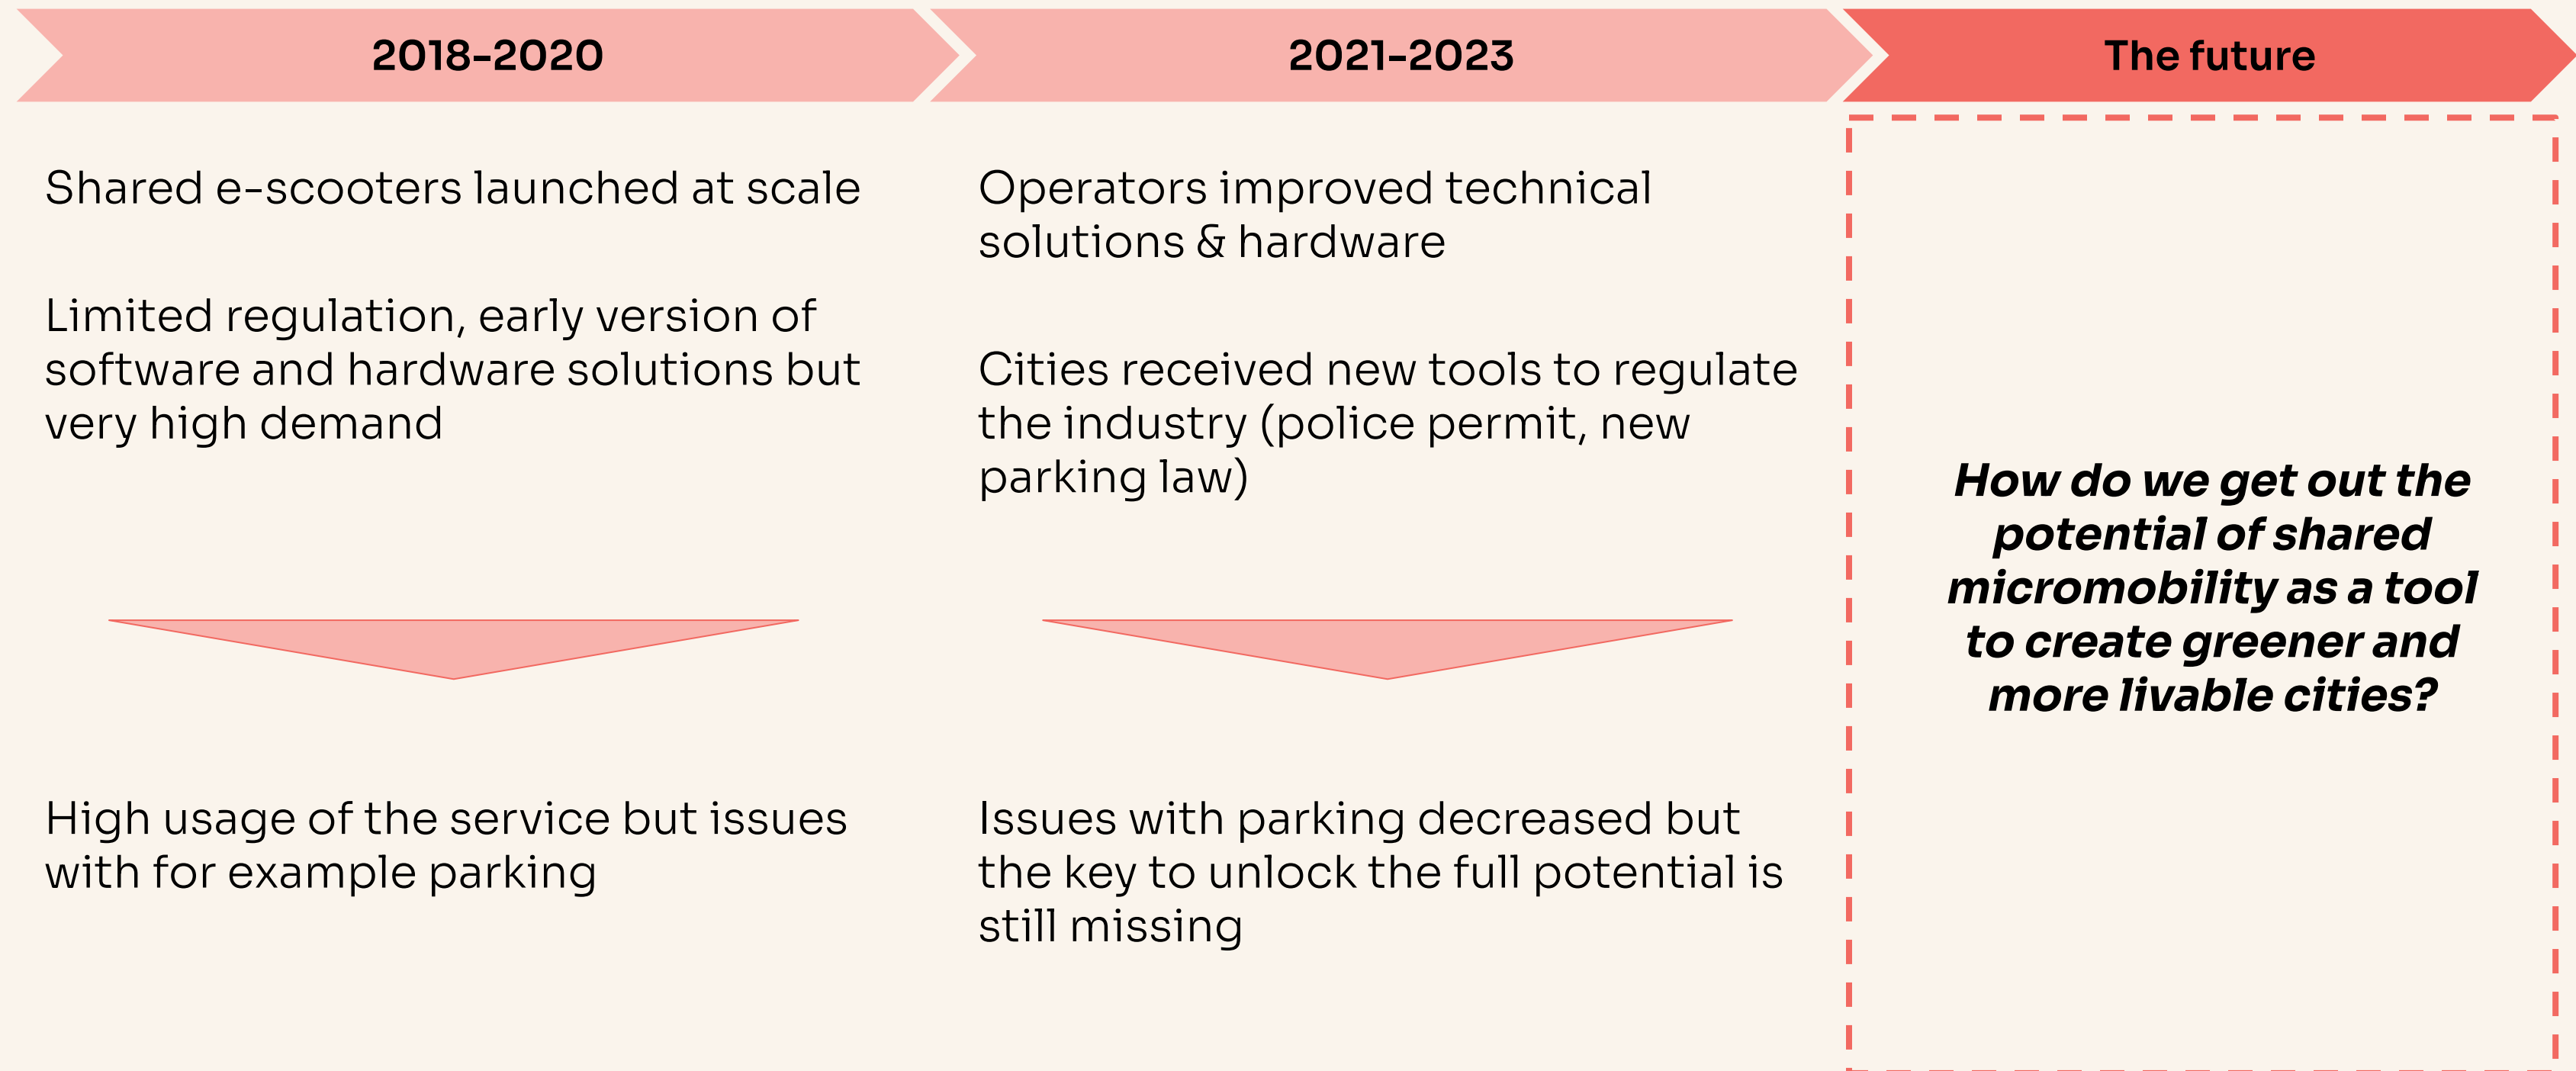 2018-2020
2021-2023
The future
Shared e-scooters launched at scale
Limited regulation, early version of
software and hardware solutions but
very high demand
High usage of the service but issues
with for example parking
Operators improved technical
solutions & hardware
Cities received new tools to regulate
the industry (police permit, new
parking law)
Issues with parking decreased but
the key to unlock the full potential is
still missing
How do we get out the
potential of shared
micromobility as a tool
to create greener and
more livable cities?